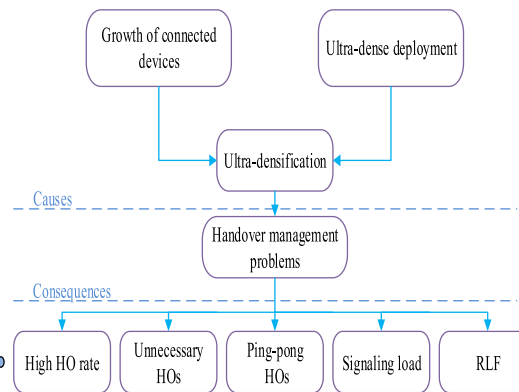 Growth of connected
devices
Ultra-dense deployment
Ultra-densification
Causes
Handover management
problems
Consequences
High HO rate
Unnecessary
HOs
Ping-pong
HOs
Signaling load
RLF